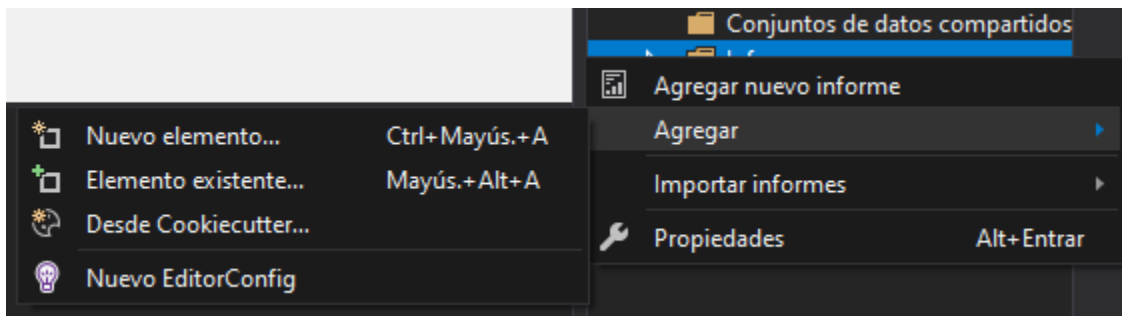 Conjuntos de datos compartidos
Agregar nuevo informe
Agregar
Importar informes
Propiedades Alt+Entrar
Nuevo elemento... Ctrl+Mayús.+A
Elemento existente... Mayús.+Alt+A
Desde Cookiecutter...
Nuevo EditorConfig